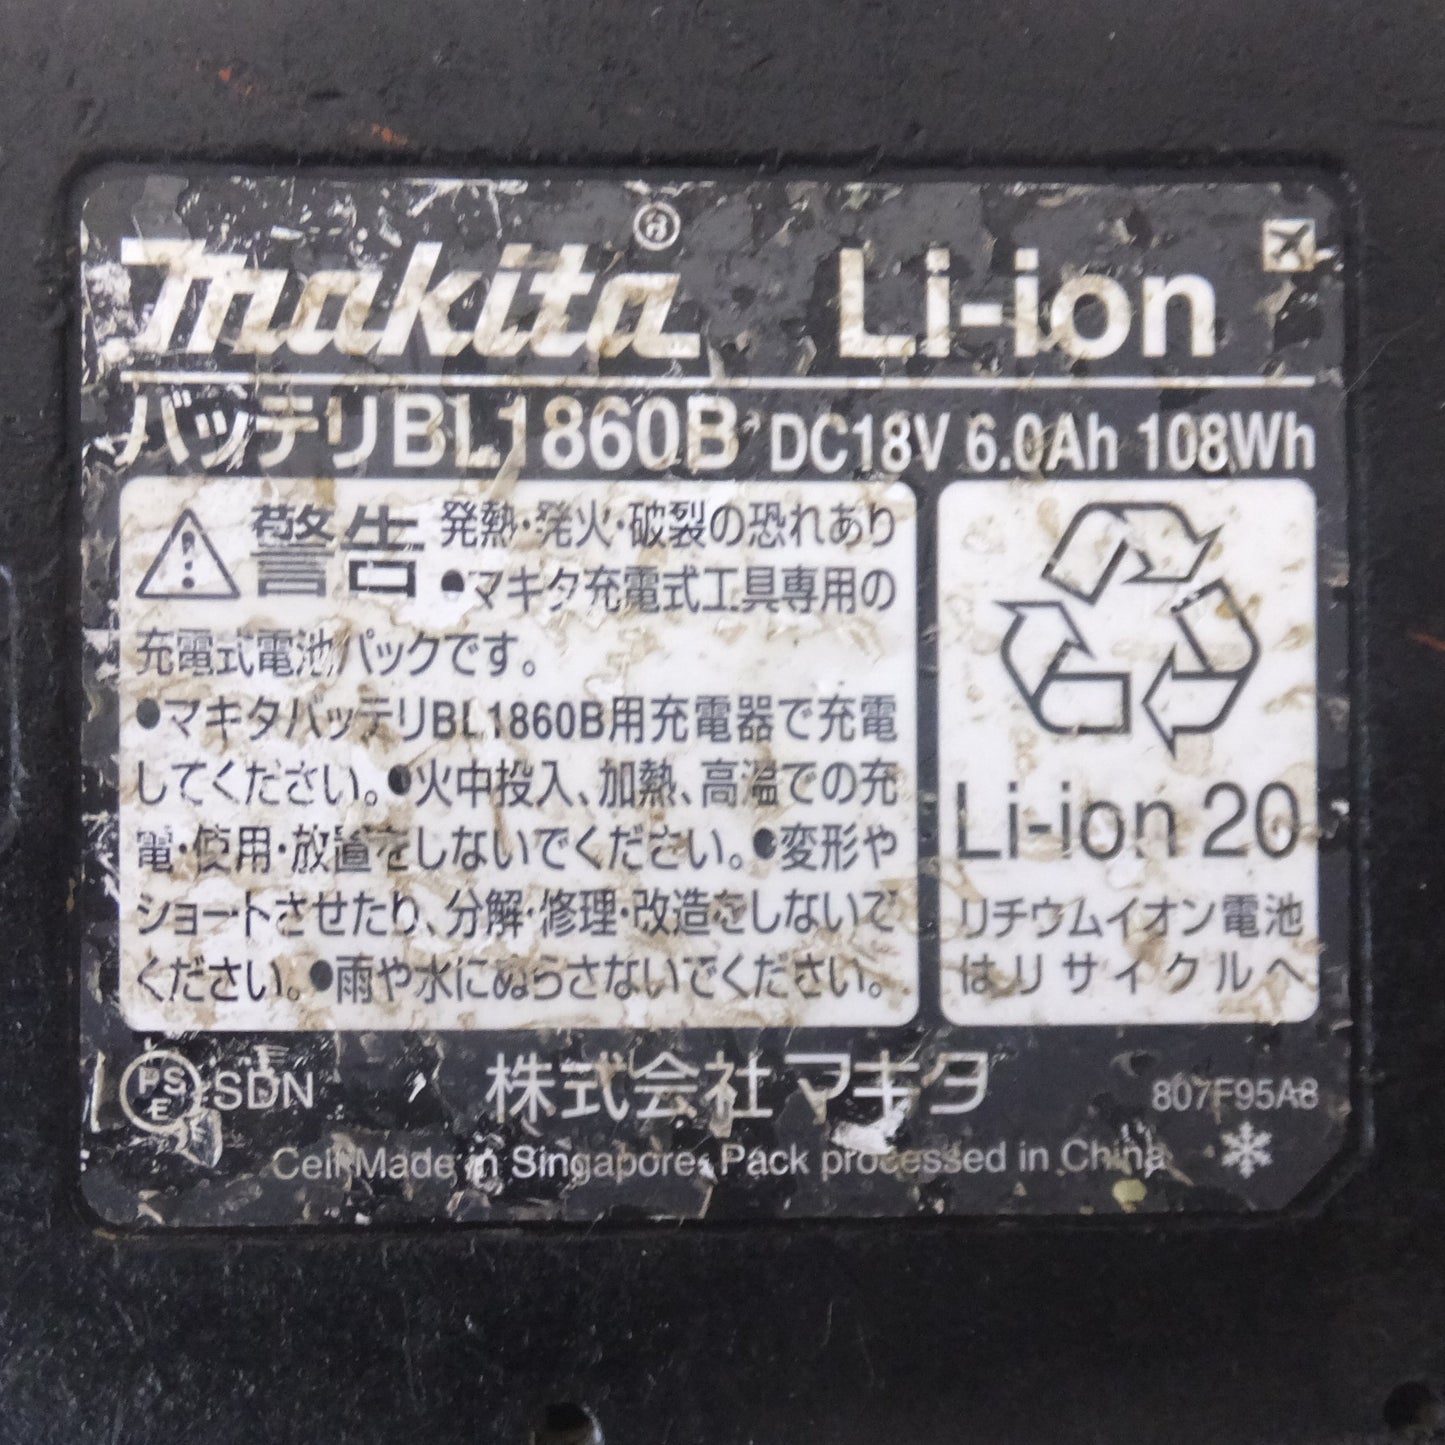 makita
Li-ion
バッテリBL1860B DC18V 6.0Ah 108Wh
警告 発熱・発火・破裂の恐れあり
●マキタ充電式工具専用の
充電式電池パックです。
●マキタバッテリBL1860B用充電器で充電
してください。●火中投入、加熱、高温での充
電・使用・放置をしないでください。●変形や
ショートさせたり、分解・修理・改造をしないで
ください。●雨や水にぬらさないでください。
Li-ion 20
リチウムイオン電池
はリサイクルへ
PS
E
SDN
株式会社マキタ
807F95A8
Cell Made in Singapore, Pack processed in China